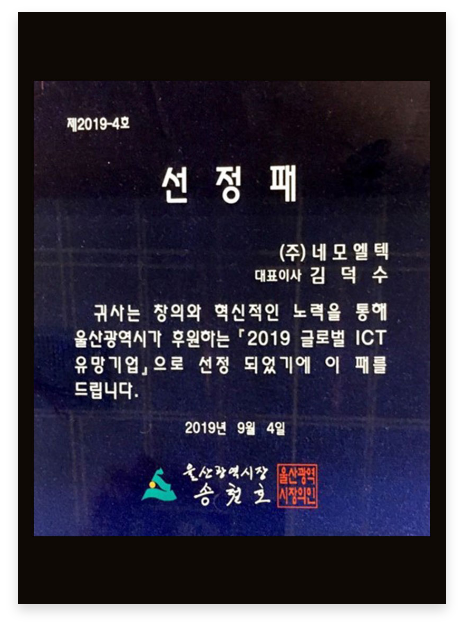 제2019-4호
선 정 패
(주) 네 모 엘 텍
대표이사 김 덕 수
귀사는 창의와 혁신적인 노력을 통해
울산광역시가 후원하는 「2019 글로벌 ICT
유망기업」으로 선정 되었기에 이 패를
드립니다.
2019년 9월 4일
울산광역시장
송철호
울산광역
시장의인